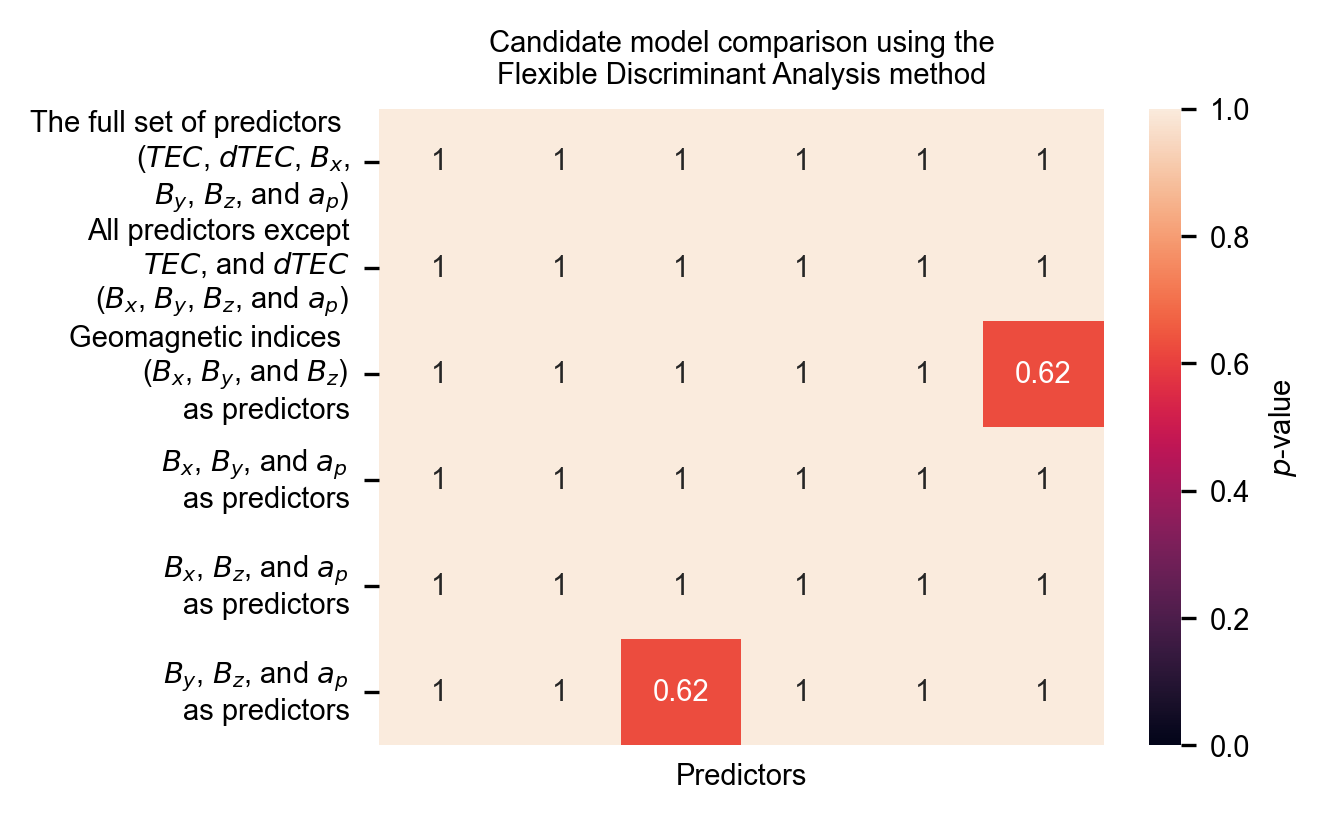 Candidate model comparison using the
Flexible Discriminant Analysis method
The full set of predictors
(TEC, dTEC, Bx,
By, Bz, and ap)
1 1 1 1 1 1
All predictors except
TEC, and dTEC
(Bx, By, Bz, and ap)
1 1 1 1 1 1
Geomagnetic indices
(Bx, By, and Bz)
as predictors
1 1 1 1 1 0.62
Bx, By, and ap
as predictors
1 1 1 1 1 1
Bx, Bz, and ap
as predictors
1 1 1 1 1 1
By, Bz, and ap
as predictors
1 1 0.62 1 1 1
Predictors
1.0
0.8
0.6
0.4
0.2
0.0
p-value